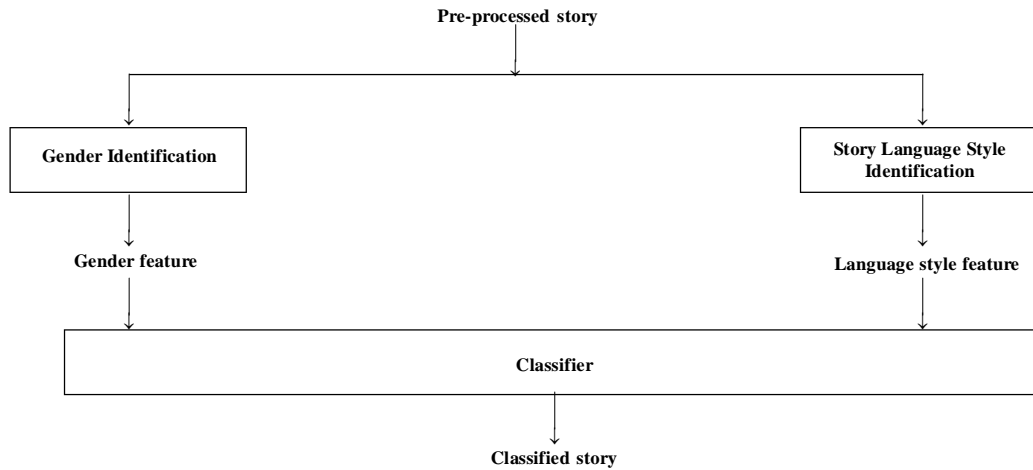 Pre-processed story
Gender Identification
Story Language Style
Identification
Gender feature
Language style feature
Classifier
Classified story